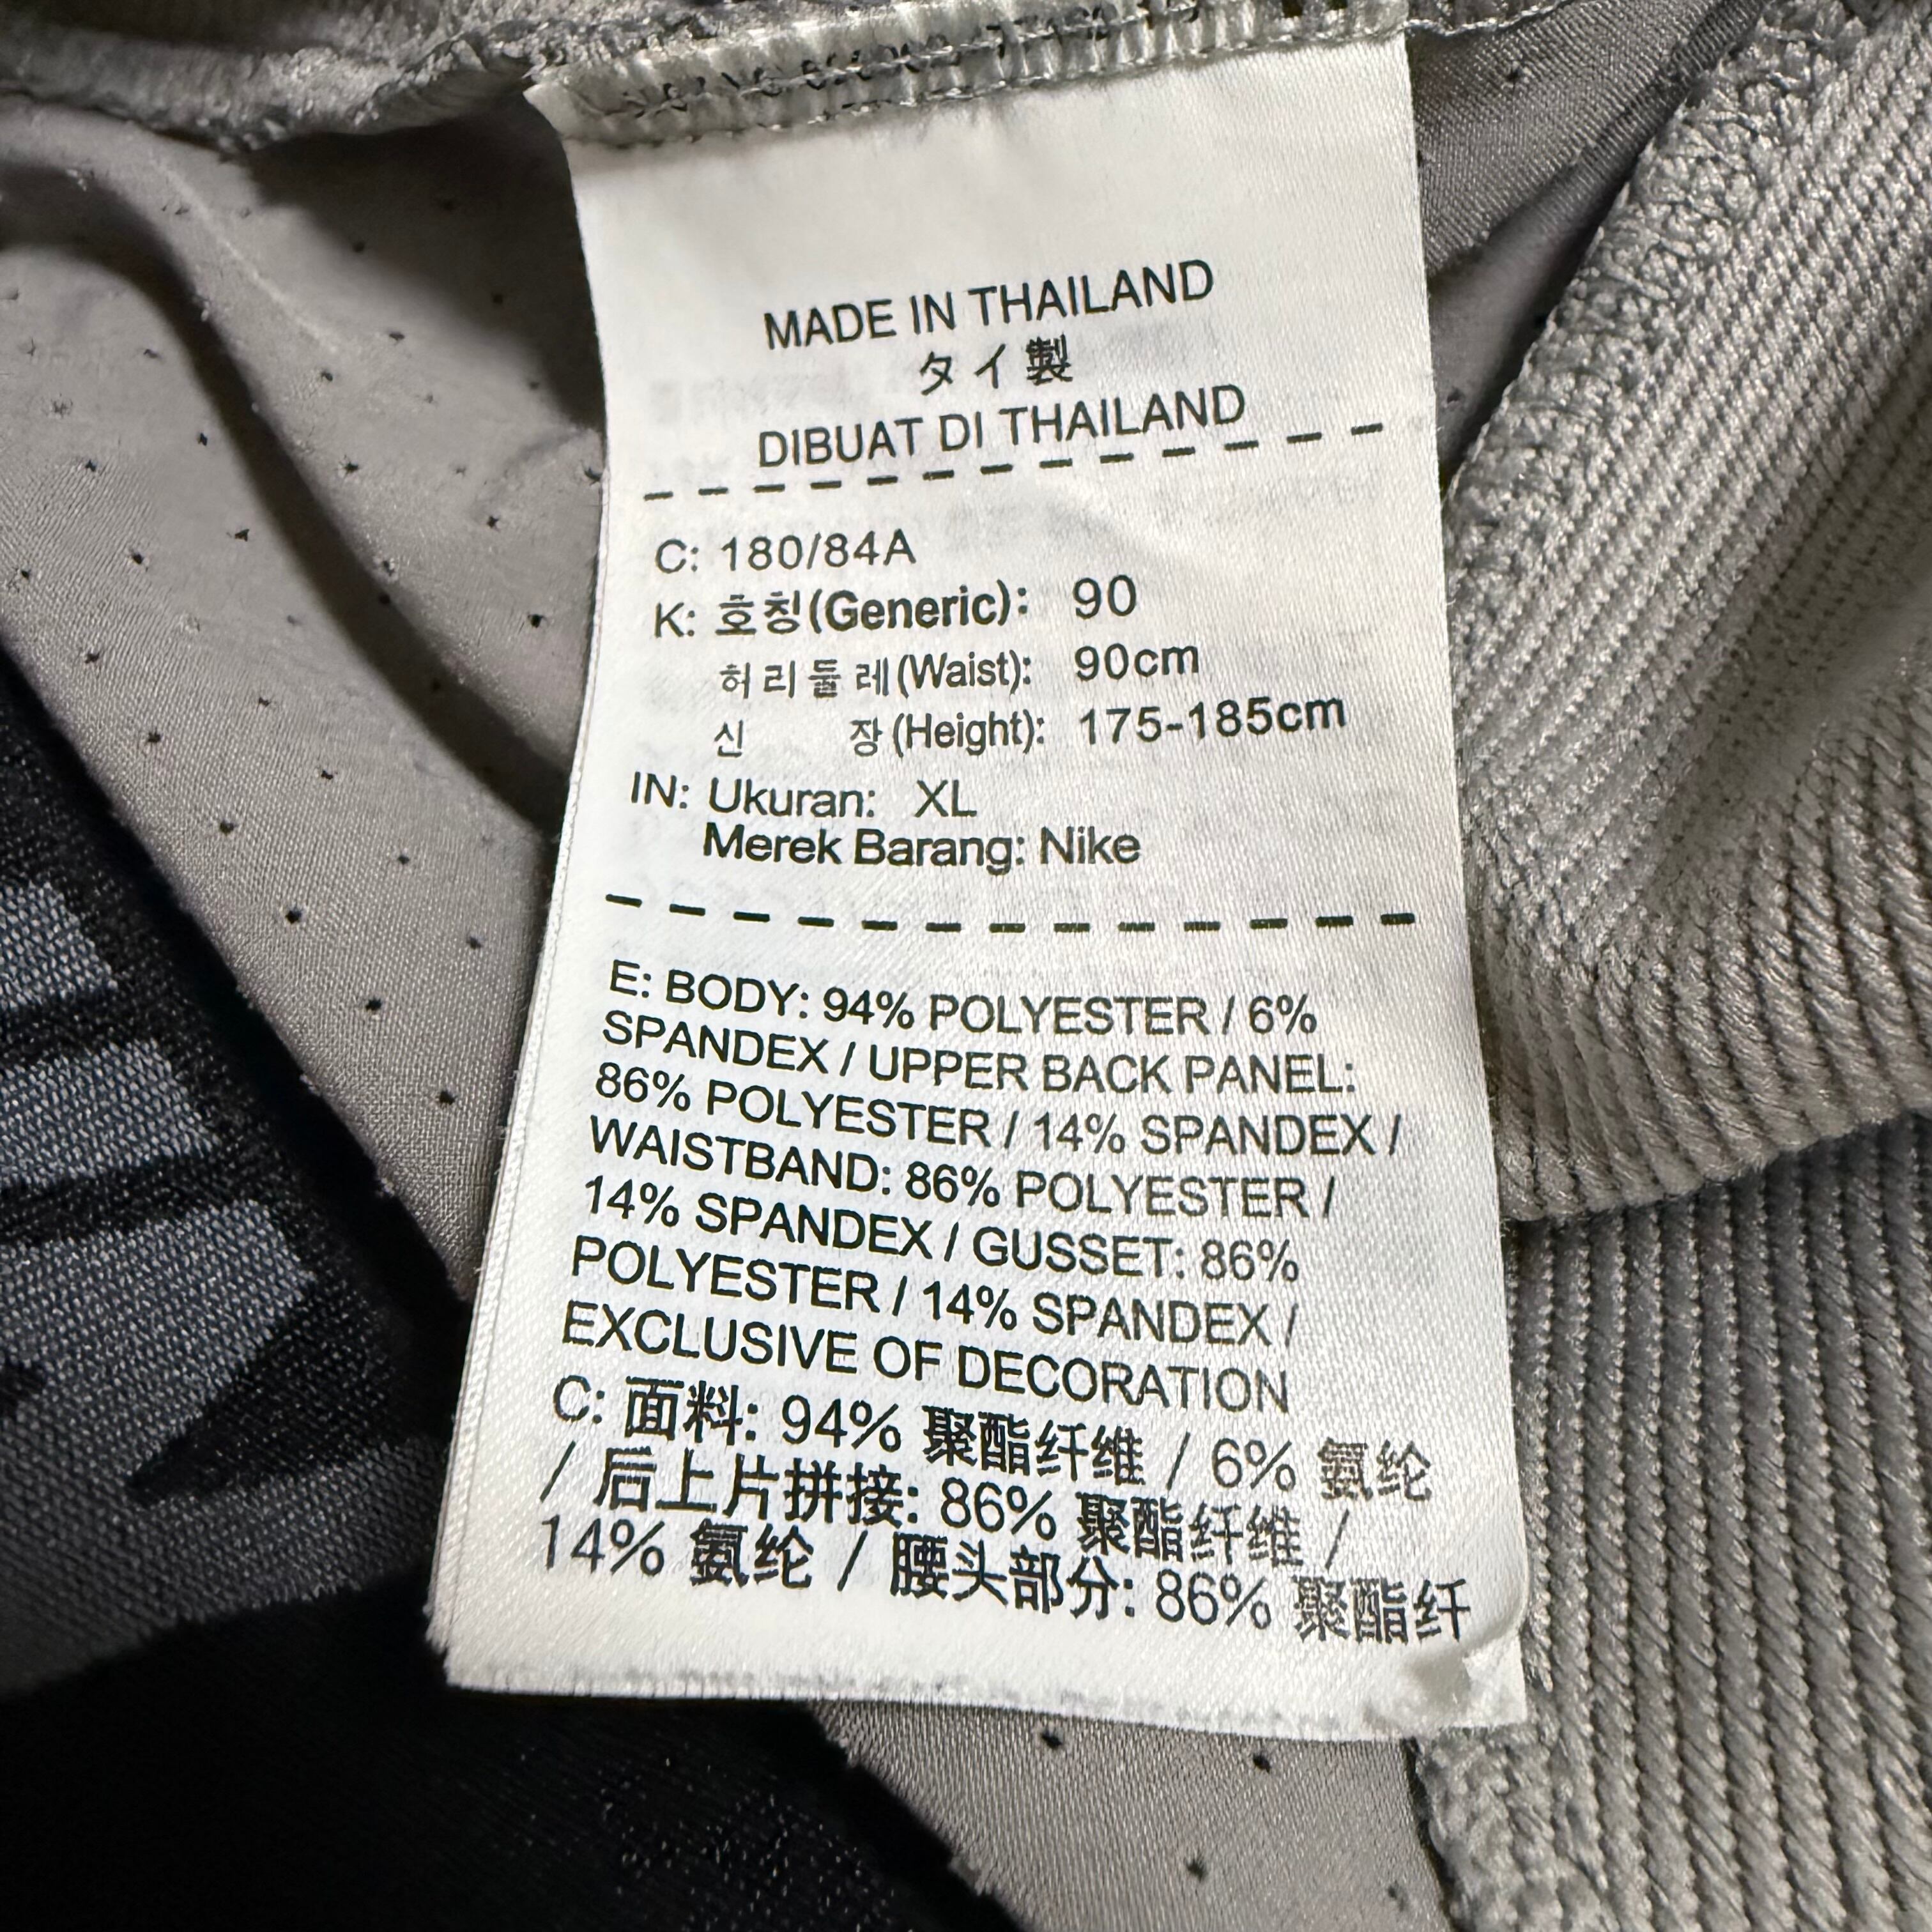 MADE IN THAILAND
タイ製
DIBUAT DI THAILAND
C: 180/84A
K: 호칭(Generic): 90
허리둘레(Waist): 90cm
신 장(Height): 175-185cm
IN: Ukuran: XL
Merek Barang: Nike
E: BODY: 94% POLYESTER / 6%
SPANDEX / UPPER BACK PANEL:
86% POLYESTER / 14% SPANDEX /
WAISTBAND: 86% POLYESTER /
14% SPANDEX / GUSSET: 86%
POLYESTER / 14% SPANDEX /
EXCLUSIVE OF DECORATION
C: 面料: 94% 聚酯纤维 / 6% 氨纶
/ 后上片拼接: 86% 聚酯纤维 /
14% 氨纶 / 腰头部分: 86% 聚酯纤